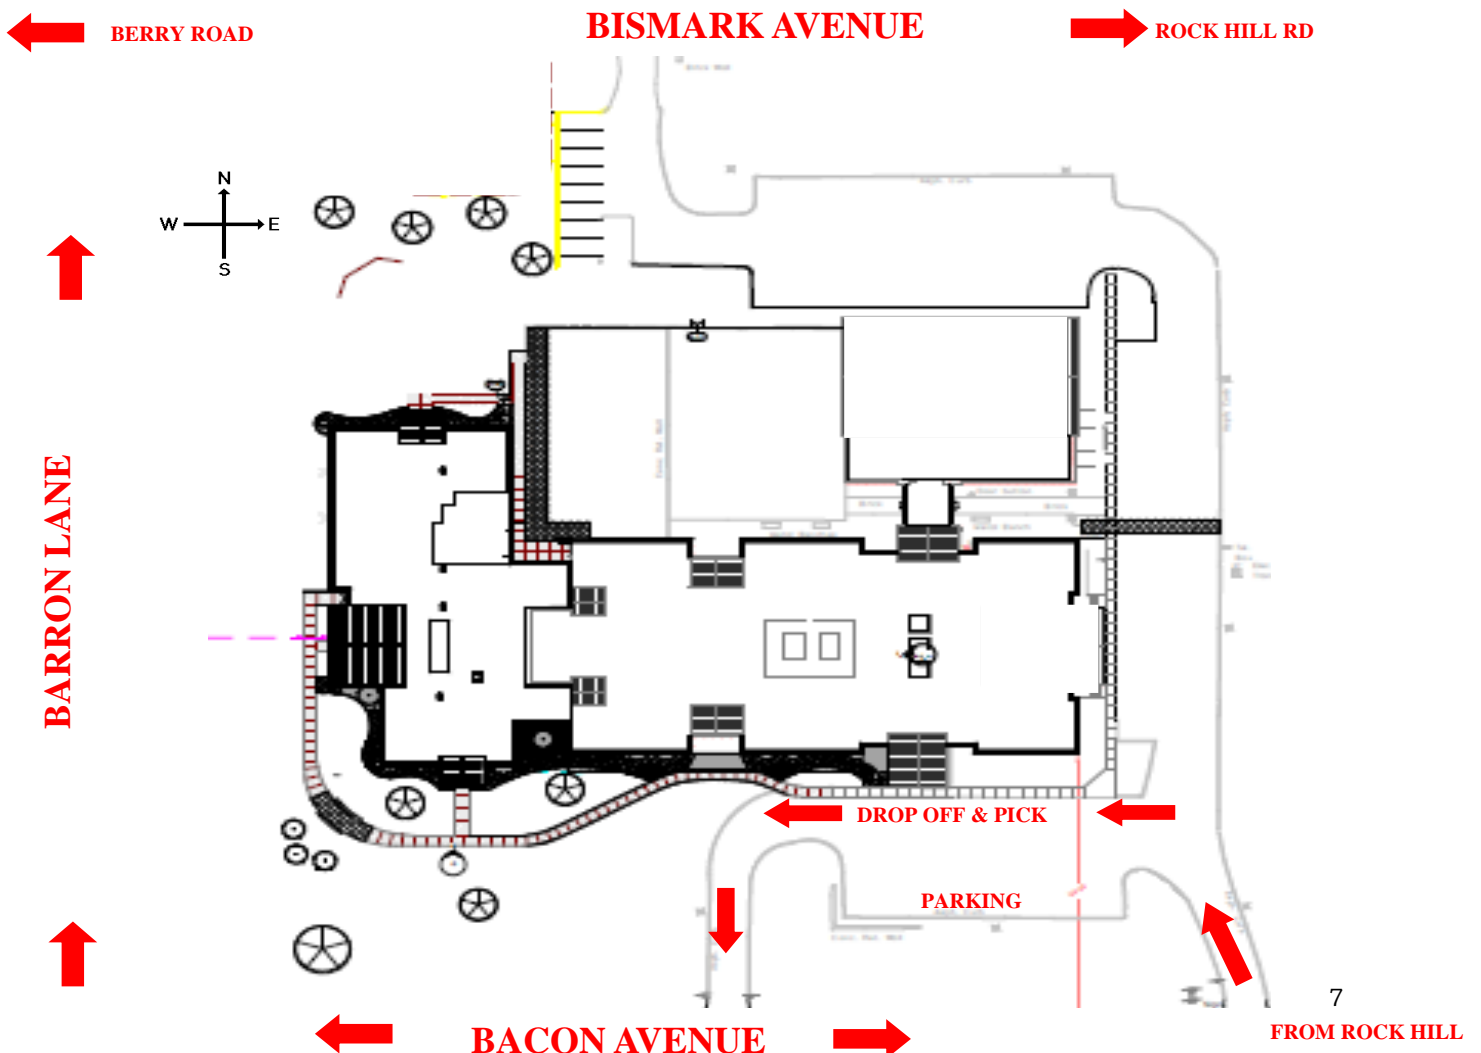 BISMARK AVENUE
BERRY ROAD
ROCK HILL RD
N
W E
S
BARRON LANE
DROP OFF & PICK
PARKING
7
FROM ROCK HILL
BACON AVENUE